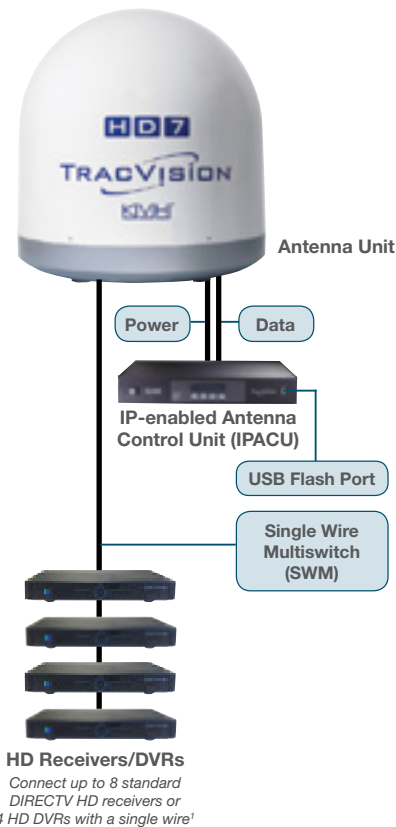 HD7
TRACVISION
KVH
Antenna Unit
Power
Data
IP-enabled Antenna
Control Unit (IPACU)
USB Flash Port
Single Wire
Multiswitch
(SWM)
HD Receivers/DVRs
Connect up to 8 standard
DIRECTV HD receivers or
4 HD DVRs with a single wire¹